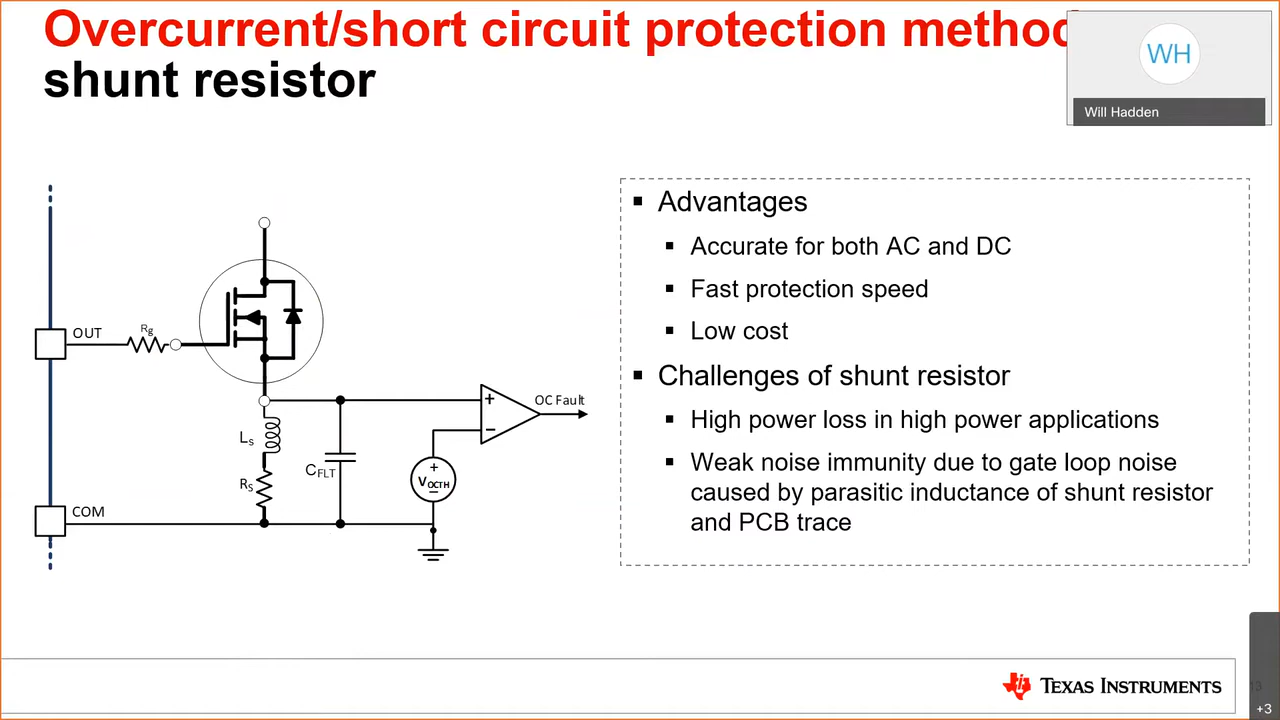 Overcurrent/short circuit protection method
shunt resistor
WH
Will Hadden
OUT
Rg
COM
LS
RS
CFLT
+
−
+
VOCTH
−
OC Fault
▪ Advantages
▪ Accurate for both AC and DC
▪ Fast protection speed
▪ Low cost
▪ Challenges of shunt resistor
▪ High power loss in high power applications
▪ Weak noise immunity due to gate loop noise
caused by parasitic inductance of shunt resistor
and PCB trace
TEXAS INSTRUMENTS
13
+3